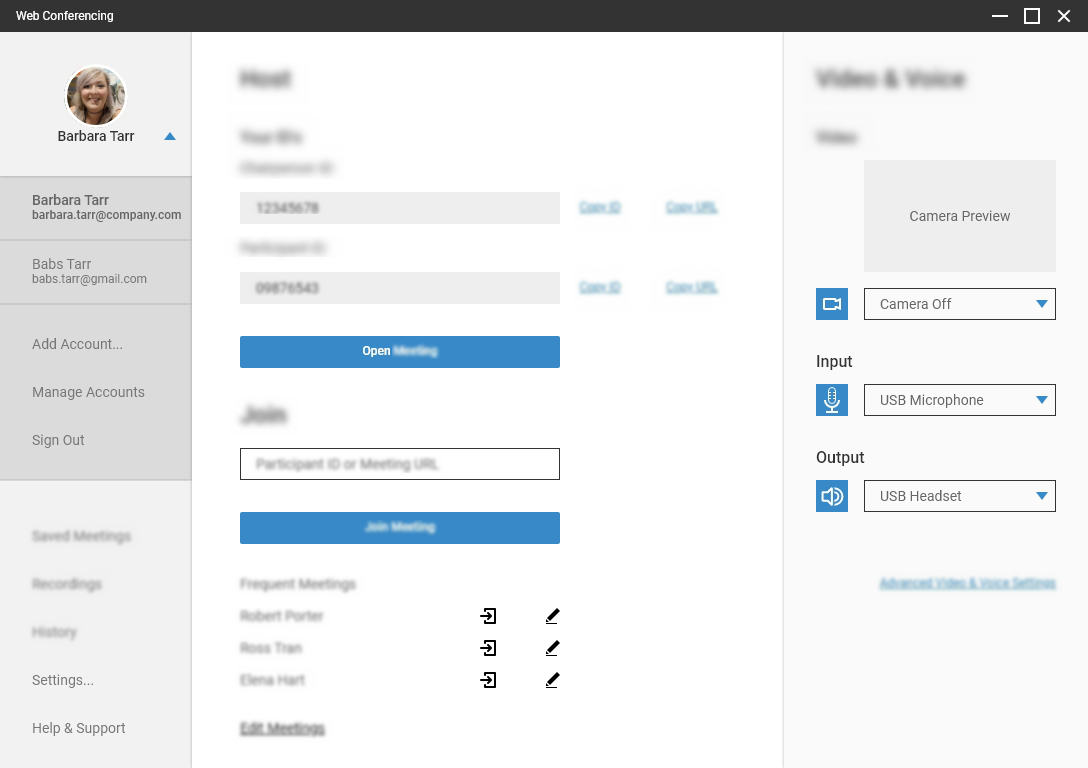 Web Conferencing
Barbara Tarr
Barbara Tarr
barbara.tarr@company.com
Babs Tarr
babs.tarr@gmail.com
Add Account...
Manage Accounts
Sign Out
Saved Meetings
Recordings
History
Settings...
Help & Support
Host
Your ID's
Chairperson ID
12345678
Copy ID
Copy URL
Participant ID
09876543
Copy ID
Copy URL
Open Meeting
Join
Participant ID or Meeting URL
Join Meeting
Frequent Meetings
Robert Porter
Ross Tran
Elena Hart
Edit Meetings
Video & Voice
Video
Camera Preview
Camera Off
Input
USB Microphone
Output
USB Headset
Advanced Video & Voice Settings